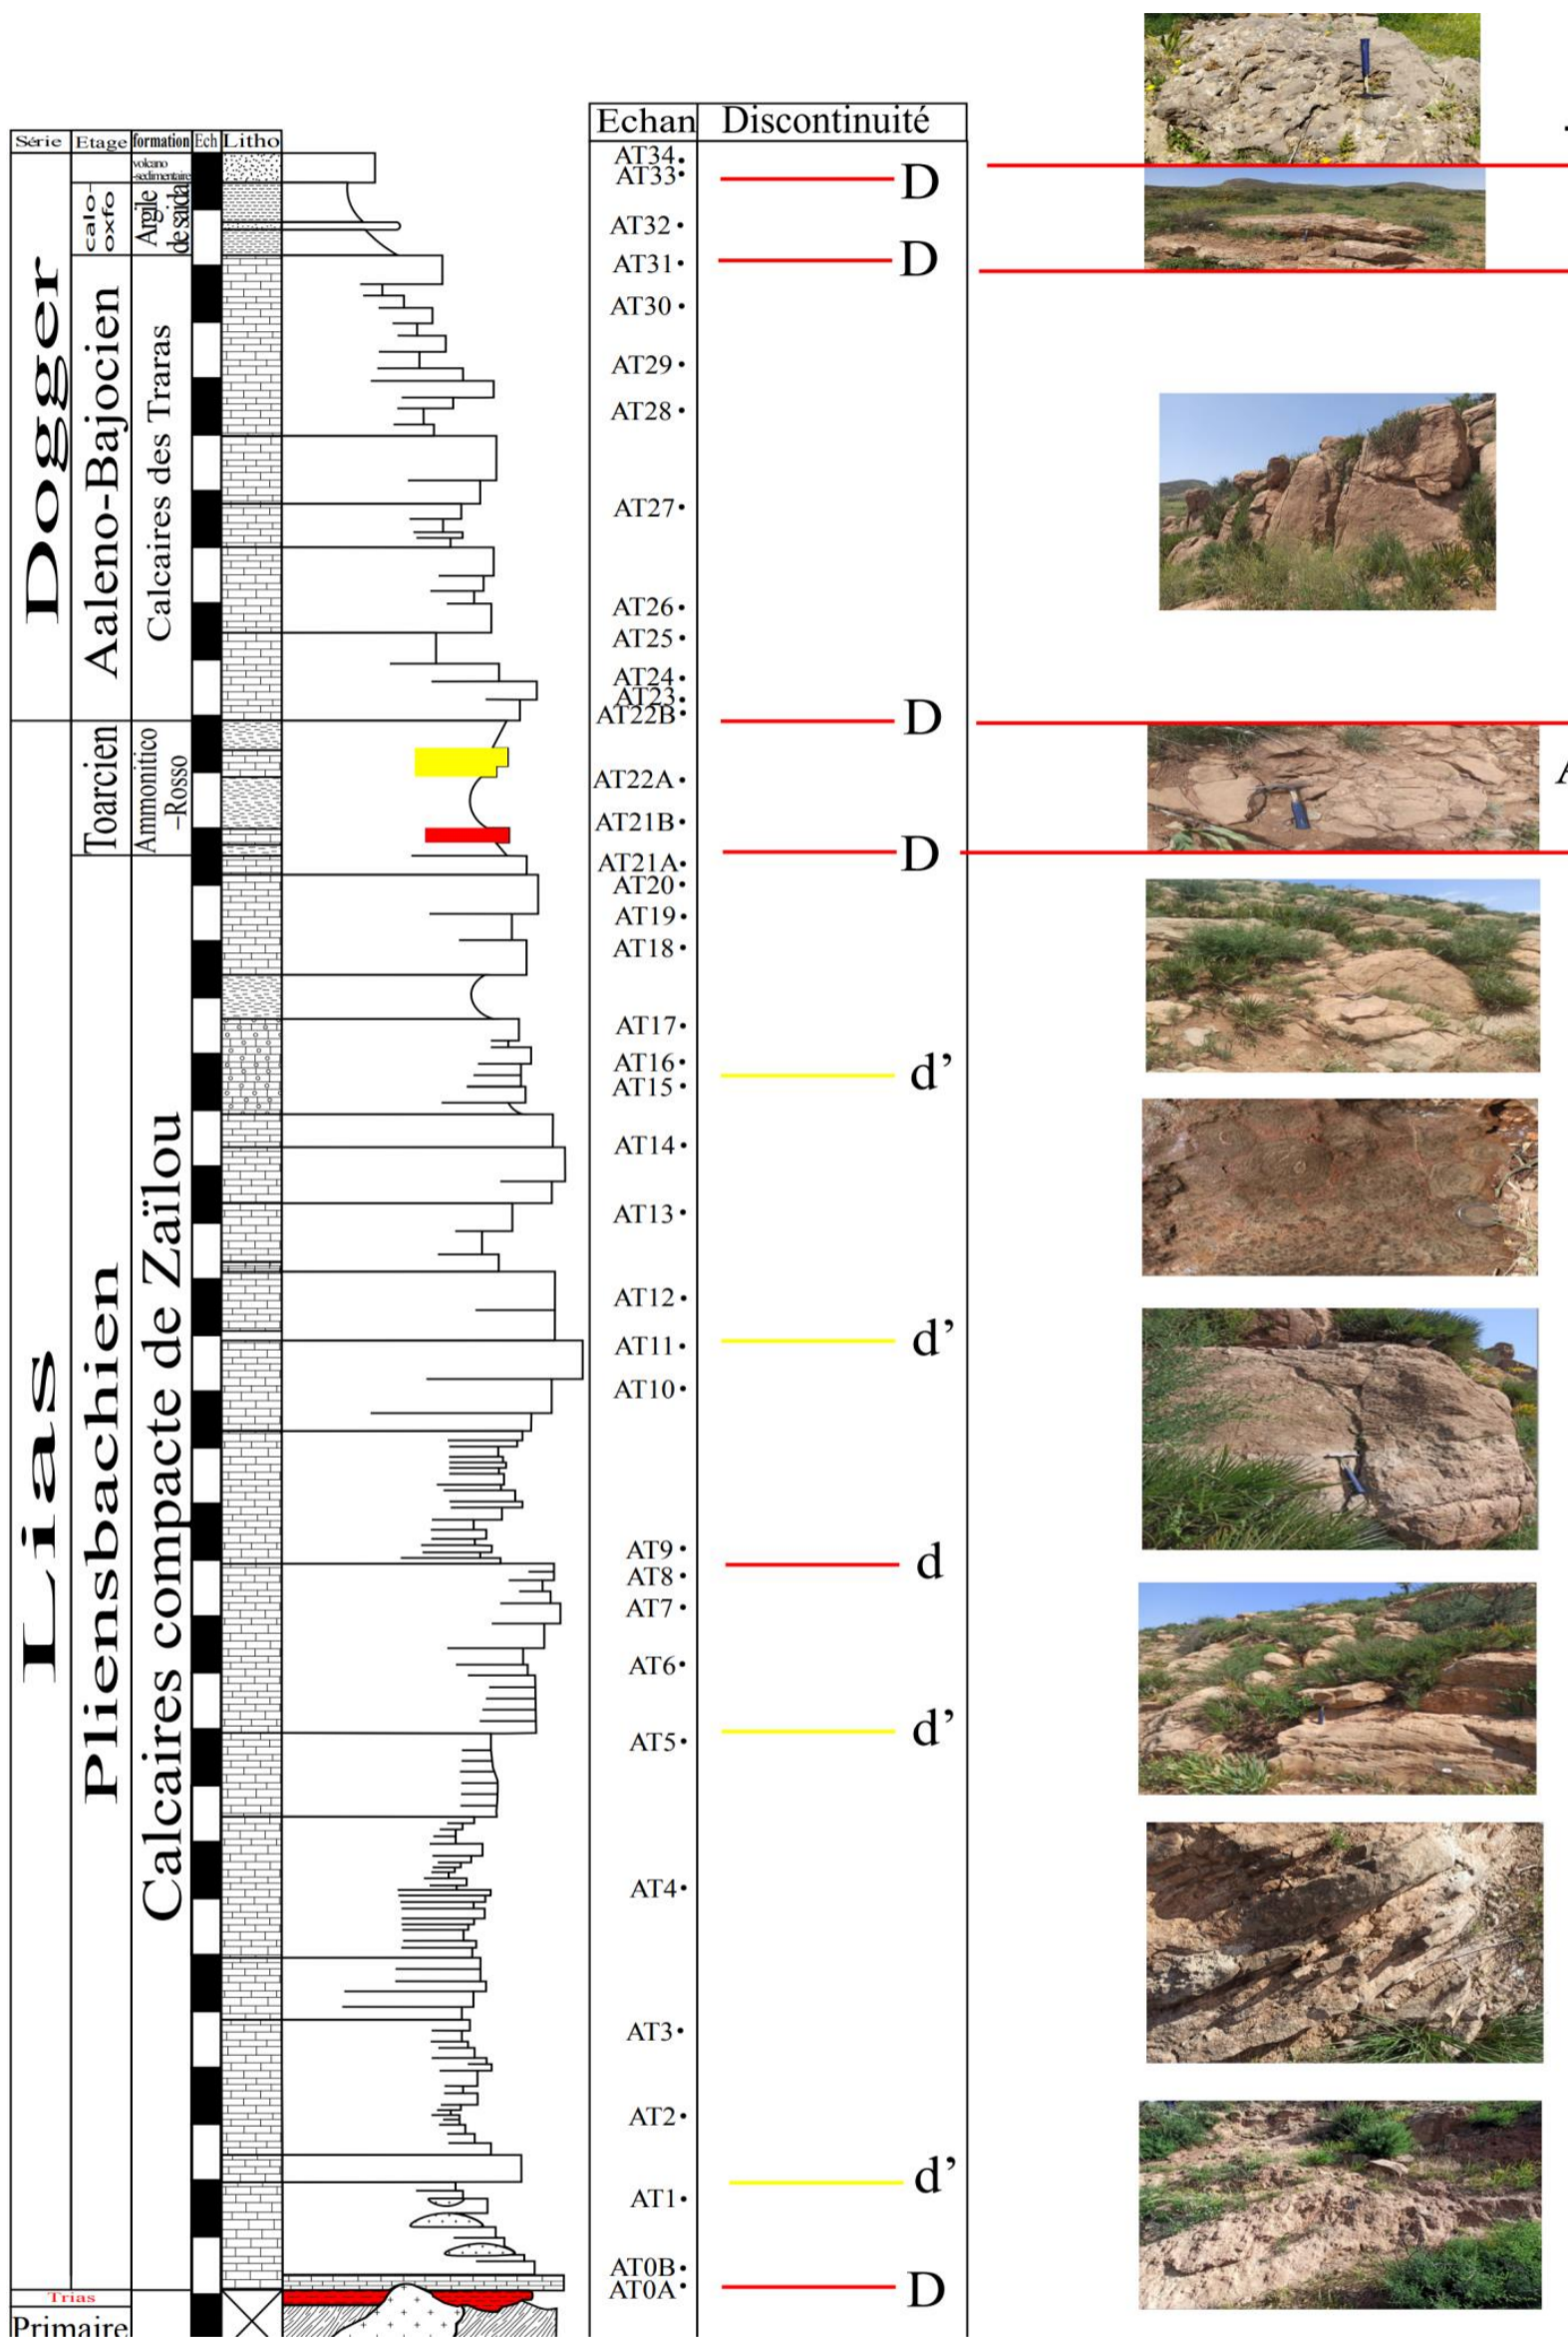 Série Etage formation Ech Litho
Echan Discontinuité
volcano
-sedimentaire
calo-
oxfo
Argile
de saida
Dogger
Aaleno-Bajocien
Calcaires des Traras
Toarcien
Ammonitico
-Rosso
Lias
Pliensbachien
Calcaires compacte de Zaïlou
Trias
Primaire
AT34
AT33
D
AT32
AT31
D
AT30
AT29
AT28
AT27
AT26
AT25
AT24
AT23
AT22B
D
AT22A
AT21B
D
AT21A
AT20
AT19
AT18
AT17
AT16
d’
AT15
AT14
AT13
AT12
AT11
d’
AT10
AT9
d
AT8
AT7
AT6
d’
AT5
AT4
AT3
AT2
d’
AT1
AT0B
AT0A
D